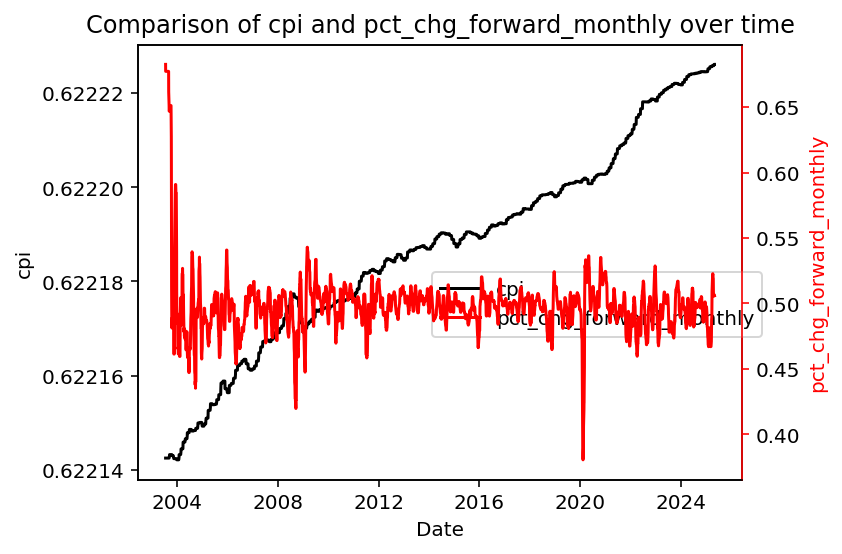 Comparison of cpi and pct_chg_forward_monthly over time
0.62222
0.62220
0.62218
0.62216
0.62214
cpi
0.65
0.60
0.55
0.50
0.45
0.40
pct_chg_forward_monthly
cpi
pct_chg_forward_monthly
2004 2008 2012 2016 2020 2024
Date